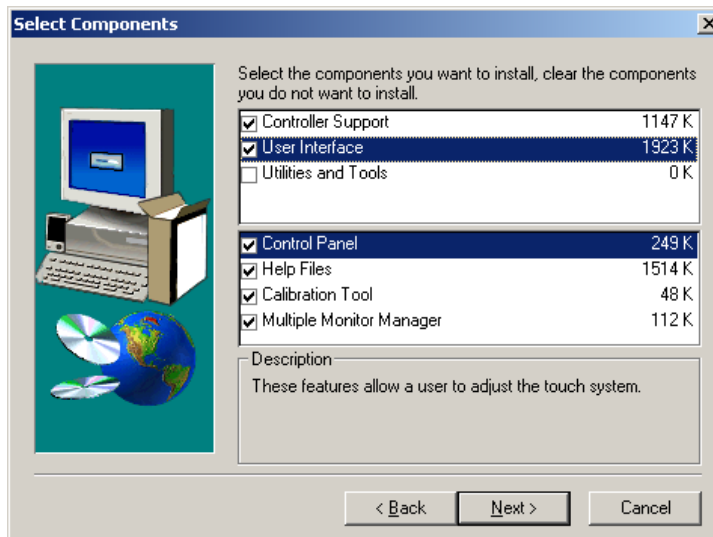 Select Components
Select the components you want to install, clear the components
you do not want to install.
Controller Support 1147 K
User Interface 1923 K
Utilities and Tools 0 K
Control Panel 249 K
Help Files 1514 K
Calibration Tool 48 K
Multiple Monitor Manager 112 K
Description
These features allow a user to adjust the touch system.
< Back Next > Cancel